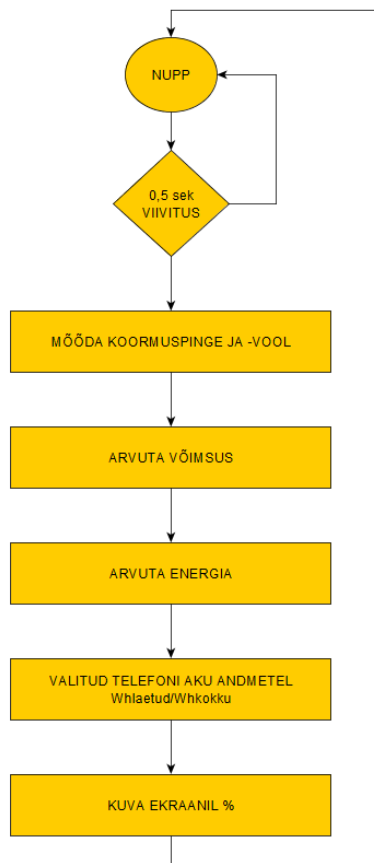 NUPP
0,5 sek
VIIVITUS
MÕÕDA KOORMUSPINGE JA -VOOL
ARVUTA VÕIMSUS
ARVUTA ENERGIA
VALITUD TELEFONI AKU ANDMETEL
Whlaetud/Whkokku
KUVA EKRAANIL %